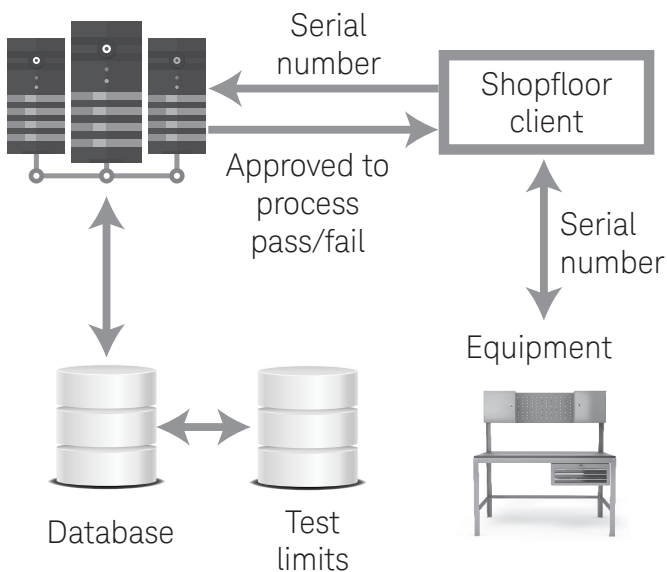 Serial
number
Shopfloor
client
Approved to
process
pass/fail
Serial
number
Equipment
Database
Test
limits